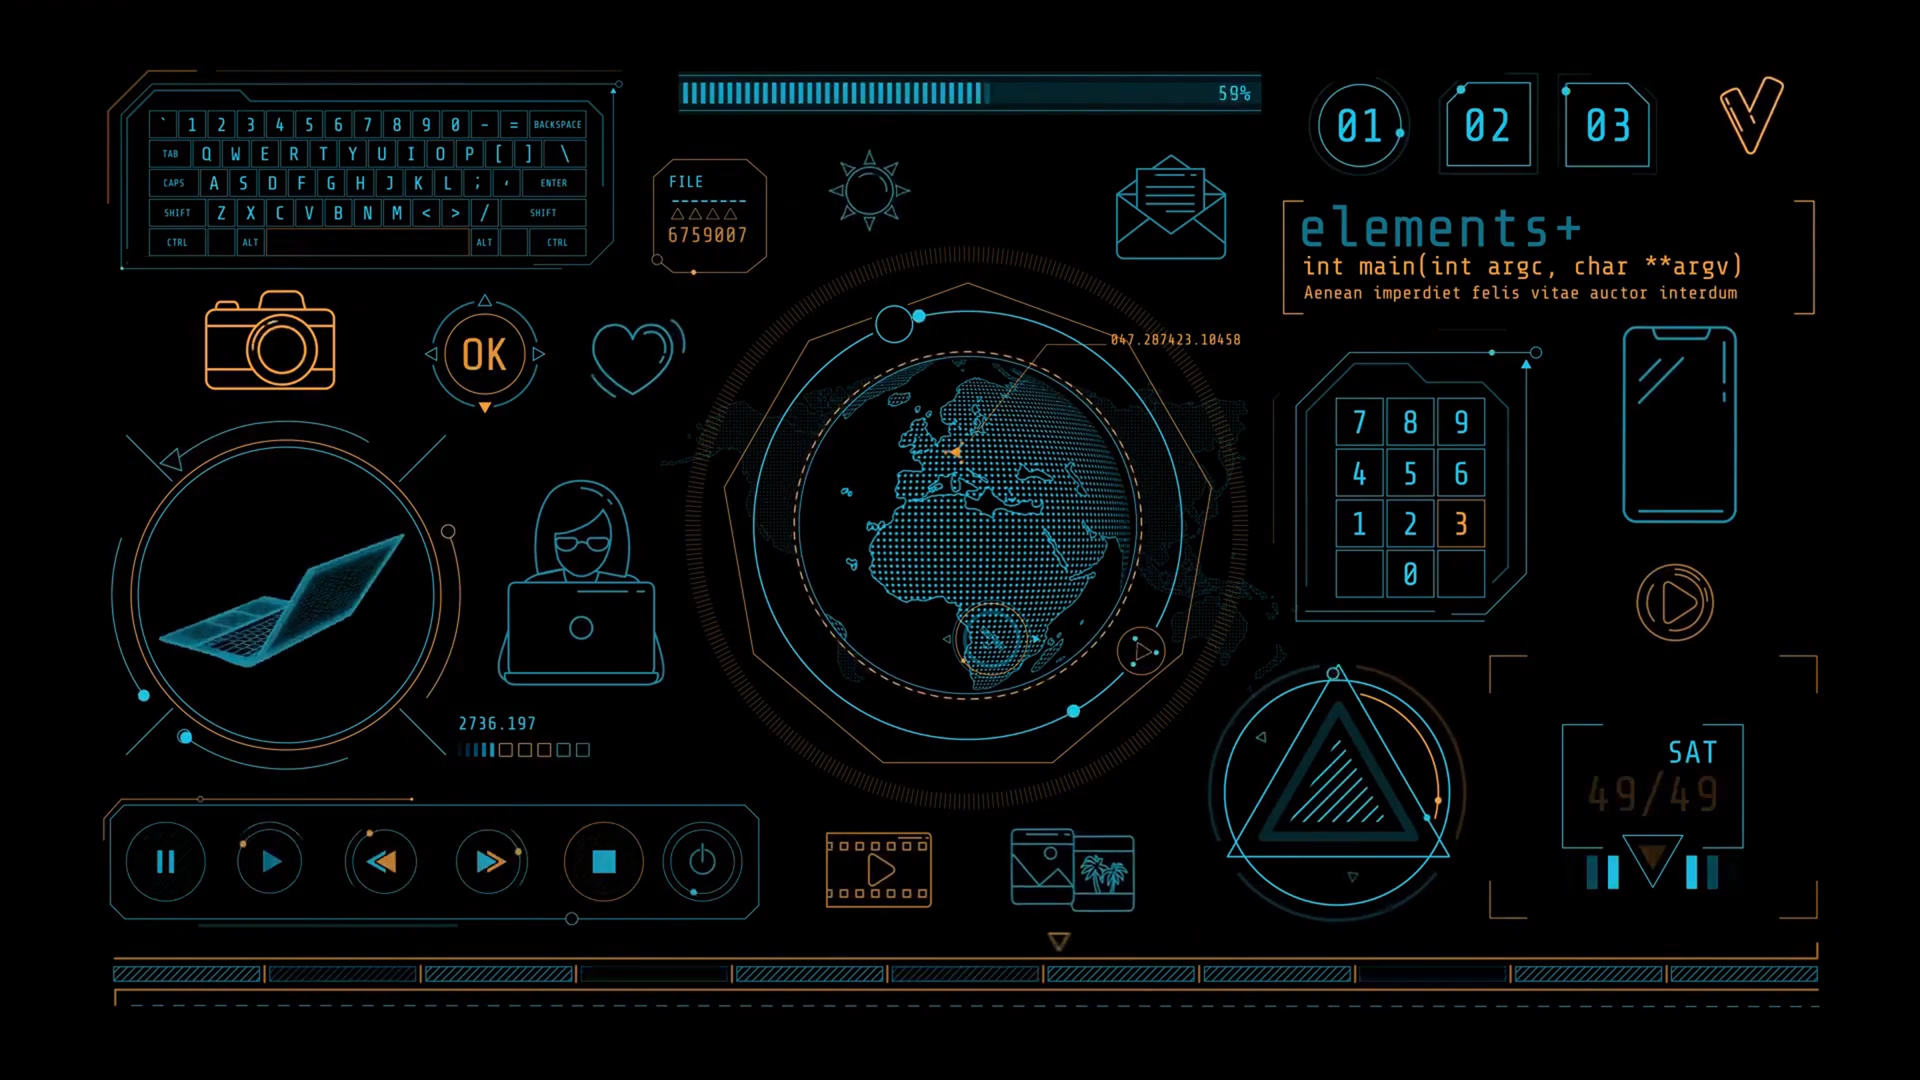 ` 1 2 3 4 5 6 7 8 9 0 - = BACKSPACE
TAB Q W E R T Y U I O P [ ] \
CAPS A S D F G H J K L ; ' ENTER
SHIFT Z X C V B N M < > / SHIFT
CTRL ALT ALT CTRL
59%
01 02 03
FILE
6759007
elements+
int main(int argc, char **argv)
Aenean imperdiet felis vitae auctor interdum
OK
047.287423.10458
7 8 9
4 5 6
1 2 3
0
2736.197
SAT
49/49